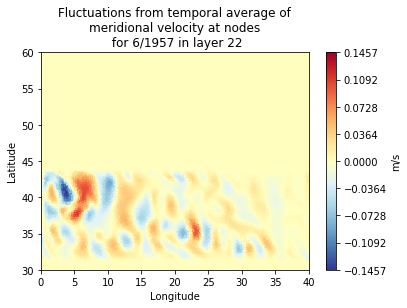 Fluctuations from temporal average of
meridional velocity at nodes
for 6/1957 in layer 22
60
55
50
45
40
35
30
Latitude
0 5 10 15 20 25 30 35 40
Longitude
0.1457
0.1092
0.0728
0.0364
0.0000
−0.0364
−0.0728
−0.1092
−0.1457
m/s